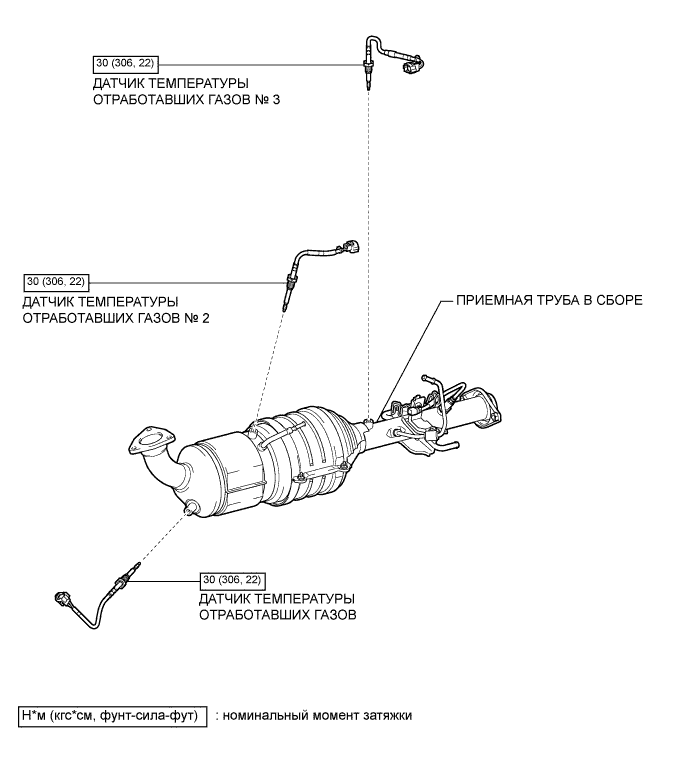 30 (306, 22)
ДАТЧИК ТЕМПЕРАТУРЫ
ОТРАБОТАВШИХ ГАЗОВ № 3
30 (306, 22)
ДАТЧИК ТЕМПЕРАТУРЫ
ОТРАБОТАВШИХ ГАЗОВ № 2
ПРИЕМНАЯ ТРУБА В СБОРЕ
30 (306, 22)
ДАТЧИК ТЕМПЕРАТУРЫ
ОТРАБОТАВШИХ ГАЗОВ
Н*м (кгс*см, фунт-сила-фут) : номинальный момент затяжки